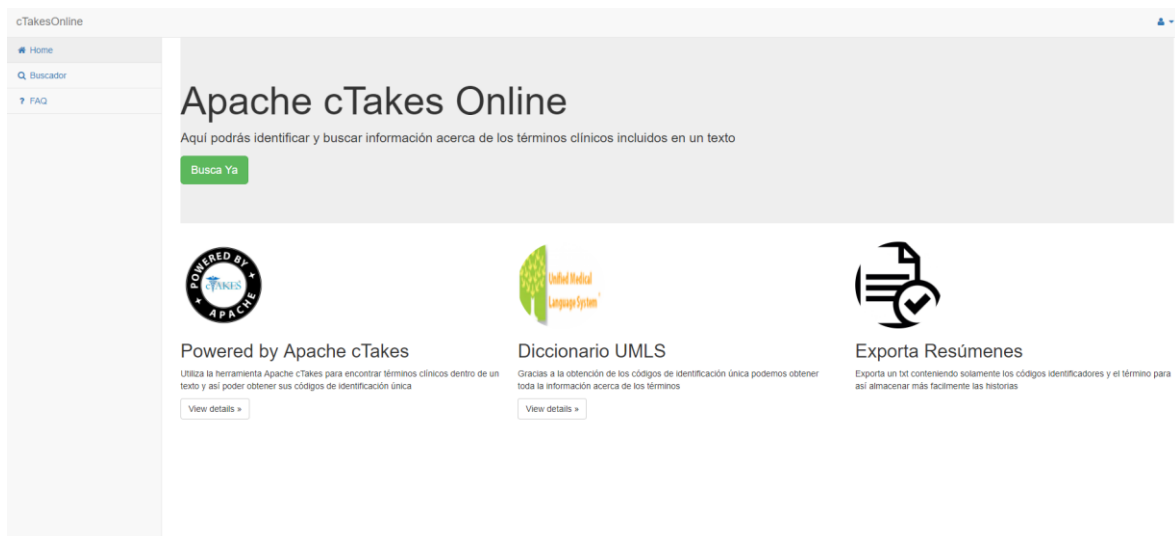 cTakesOnline
Home
Buscador
FAQ
Apache cTakes Online
Aquí podrás identificar y buscar información acerca de los términos clínicos incluidos en un texto
Busca Ya
POWERED BY
cTAKES
APACHE
Powered by Apache cTakes
Utiliza la herramienta Apache cTakes para encontrar términos clínicos dentro de un
texto y así poder obtener sus códigos de identificación única
View details »
Unified Medical
Language System
Diccionario UMLS
Gracias a la obtención de los códigos de identificación única podemos obtener
toda la información acerca de los términos
View details »
Exporta Resúmenes
Exporta un txt conteniendo solamente los códigos identificadores y el término para
así almacenar más facilmente las historias